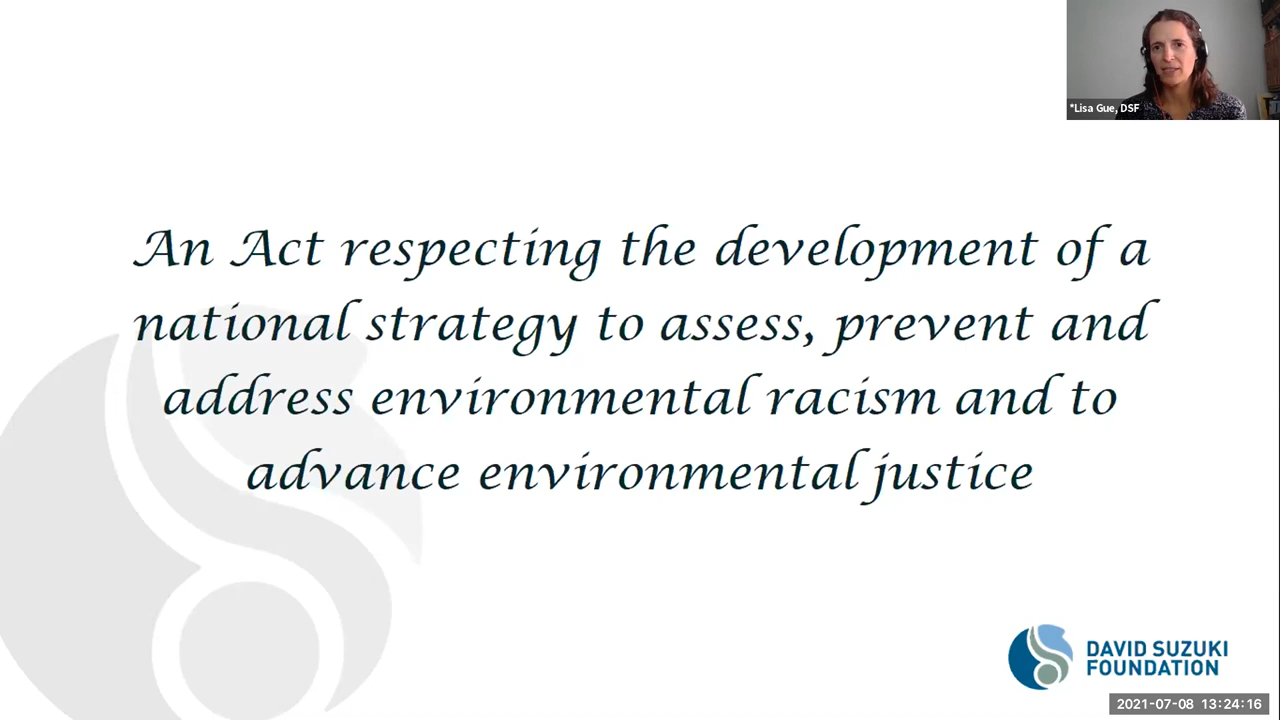 *Lisa Gue, DSF
An Act respecting the development of a
national strategy to assess, prevent and
address environmental racism and to
advance environmental justice
DAVID SUZUKI
FOUNDATION
2021-07-08 13:24:16